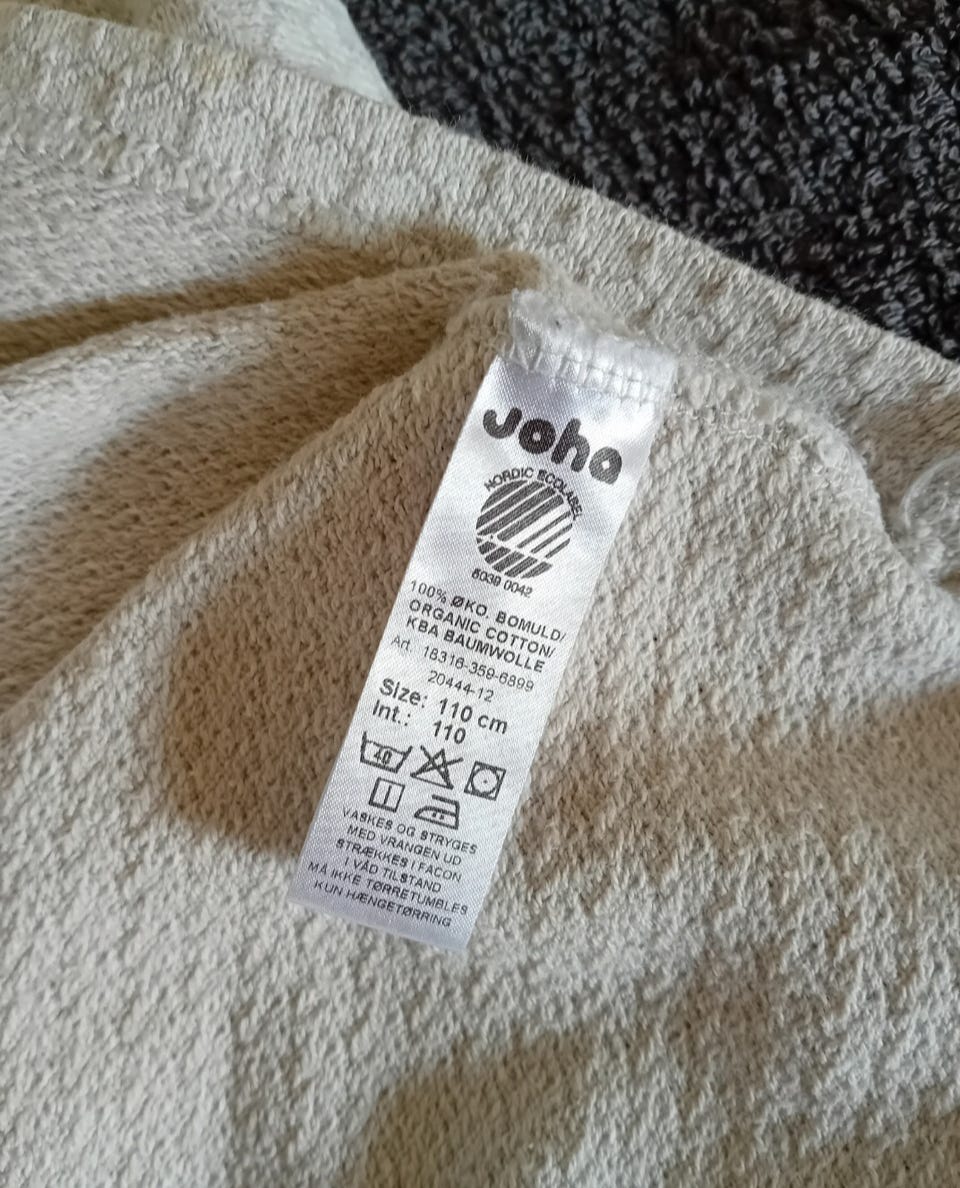 Joha
NORDIC ECOLABEL
5039 0042
100% ØKO. BOMULD/
ORGANIC COTTON/
KBA BAUMWOLLE
Art. 18316-359-6899
20444-12
Size: 110 cm
Int.: 110
40
VASKES OG STRYGES
MED VRANGEN UD
STRÆKKES I FACON
I VÅD TILSTAND
MÅ IKKE TØRRETUMBLES
KUN HÆNGETØRRING